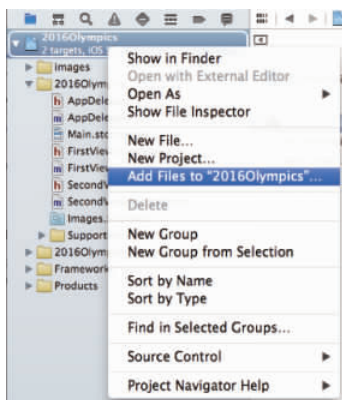 2016Olympics
2 targets, iOS
images
2016Olym
AppDele
AppDele
Main.sto
FirstView
FirstView
SecondV
SecondV
Images.
Support
2016Olymp
Framework
Products
Show in Finder
Open with External Editor
Open As
Show File Inspector
New File...
New Project...
Add Files to "2016Olympics"...
Delete
New Group
New Group from Selection
Sort by Name
Sort by Type
Find in Selected Groups...
Source Control
Project Navigator Help